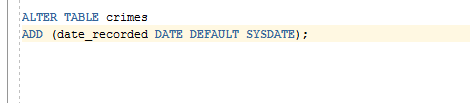 ALTER TABLE crimes
ADD (date_recorded DATE DEFAULT SYSDATE);